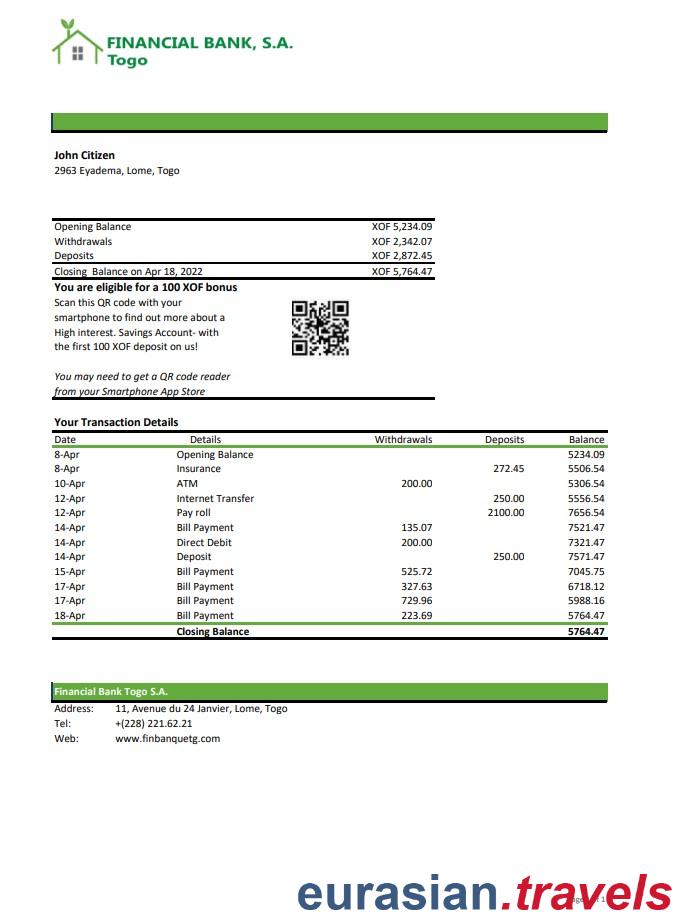 FINANCIAL BANK, S.A.
Togo
John Citizen
2963 Eyadema, Lome, Togo
Opening Balance XOF 5,234.09
Withdrawals XOF 2,342.07
Deposits XOF 2,872.45
Closing Balance on Apr 18, 2022 XOF 5,764.47
You are eligible for a 100 XOF bonus
Scan this QR code with your
smartphone to find out more about a
High interest. Savings Account- with
the first 100 XOF deposit on us!
You may need to get a QR code reader
from your Smartphone App Store
Your Transaction Details
Date Details Withdrawals Deposits Balance
8-Apr Opening Balance 5234.09
8-Apr Insurance 272.45 5506.54
10-Apr ATM 200.00 5306.54
12-Apr Internet Transfer 250.00 5556.54
12-Apr Pay roll 2100.00 7656.54
14-Apr Bill Payment 135.07 7521.47
14-Apr Direct Debit 200.00 7321.47
14-Apr Deposit 250.00 7571.47
15-Apr Bill Payment 525.72 7045.75
17-Apr Bill Payment 327.63 6718.12
17-Apr Bill Payment 729.96 5988.16
18-Apr Bill Payment 223.69 5764.47
Closing Balance 5764.47
Financial Bank Togo S.A.
Address: 11, Avenue du 24 Janvier, Lome, Togo
Tel: +(228) 221.62.21
Web: www.finbanquetg.com
eurasian.travels